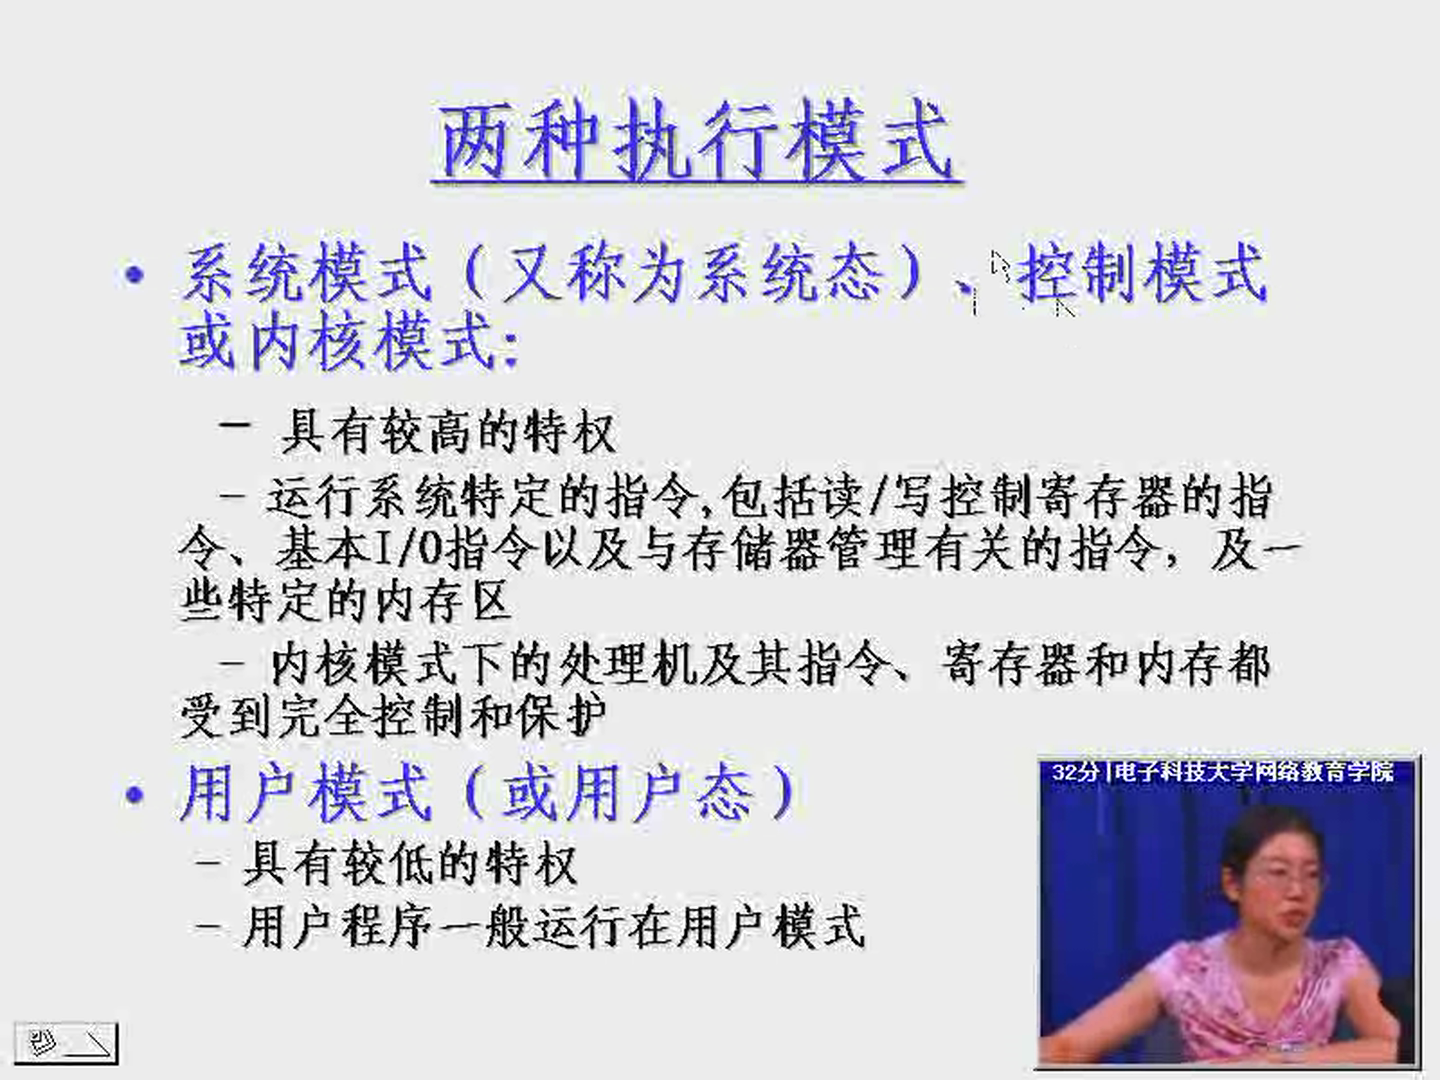 两种执行模式
• 系统模式（又称为系统态）、控制模式
或内核模式:
－ 具有较高的特权
－ 运行系统特定的指令,包括读/写控制寄存器的指
令、基本I/O指令以及与存储器管理有关的指令，及一
些特定的内存区
－ 内核模式下的处理机及其指令、寄存器和内存都
受到完全控制和保护
• 用户模式（或用户态）
－ 具有较低的特权
－ 用户程序一般运行在用户模式
32分|电子科技大学网络教育学院